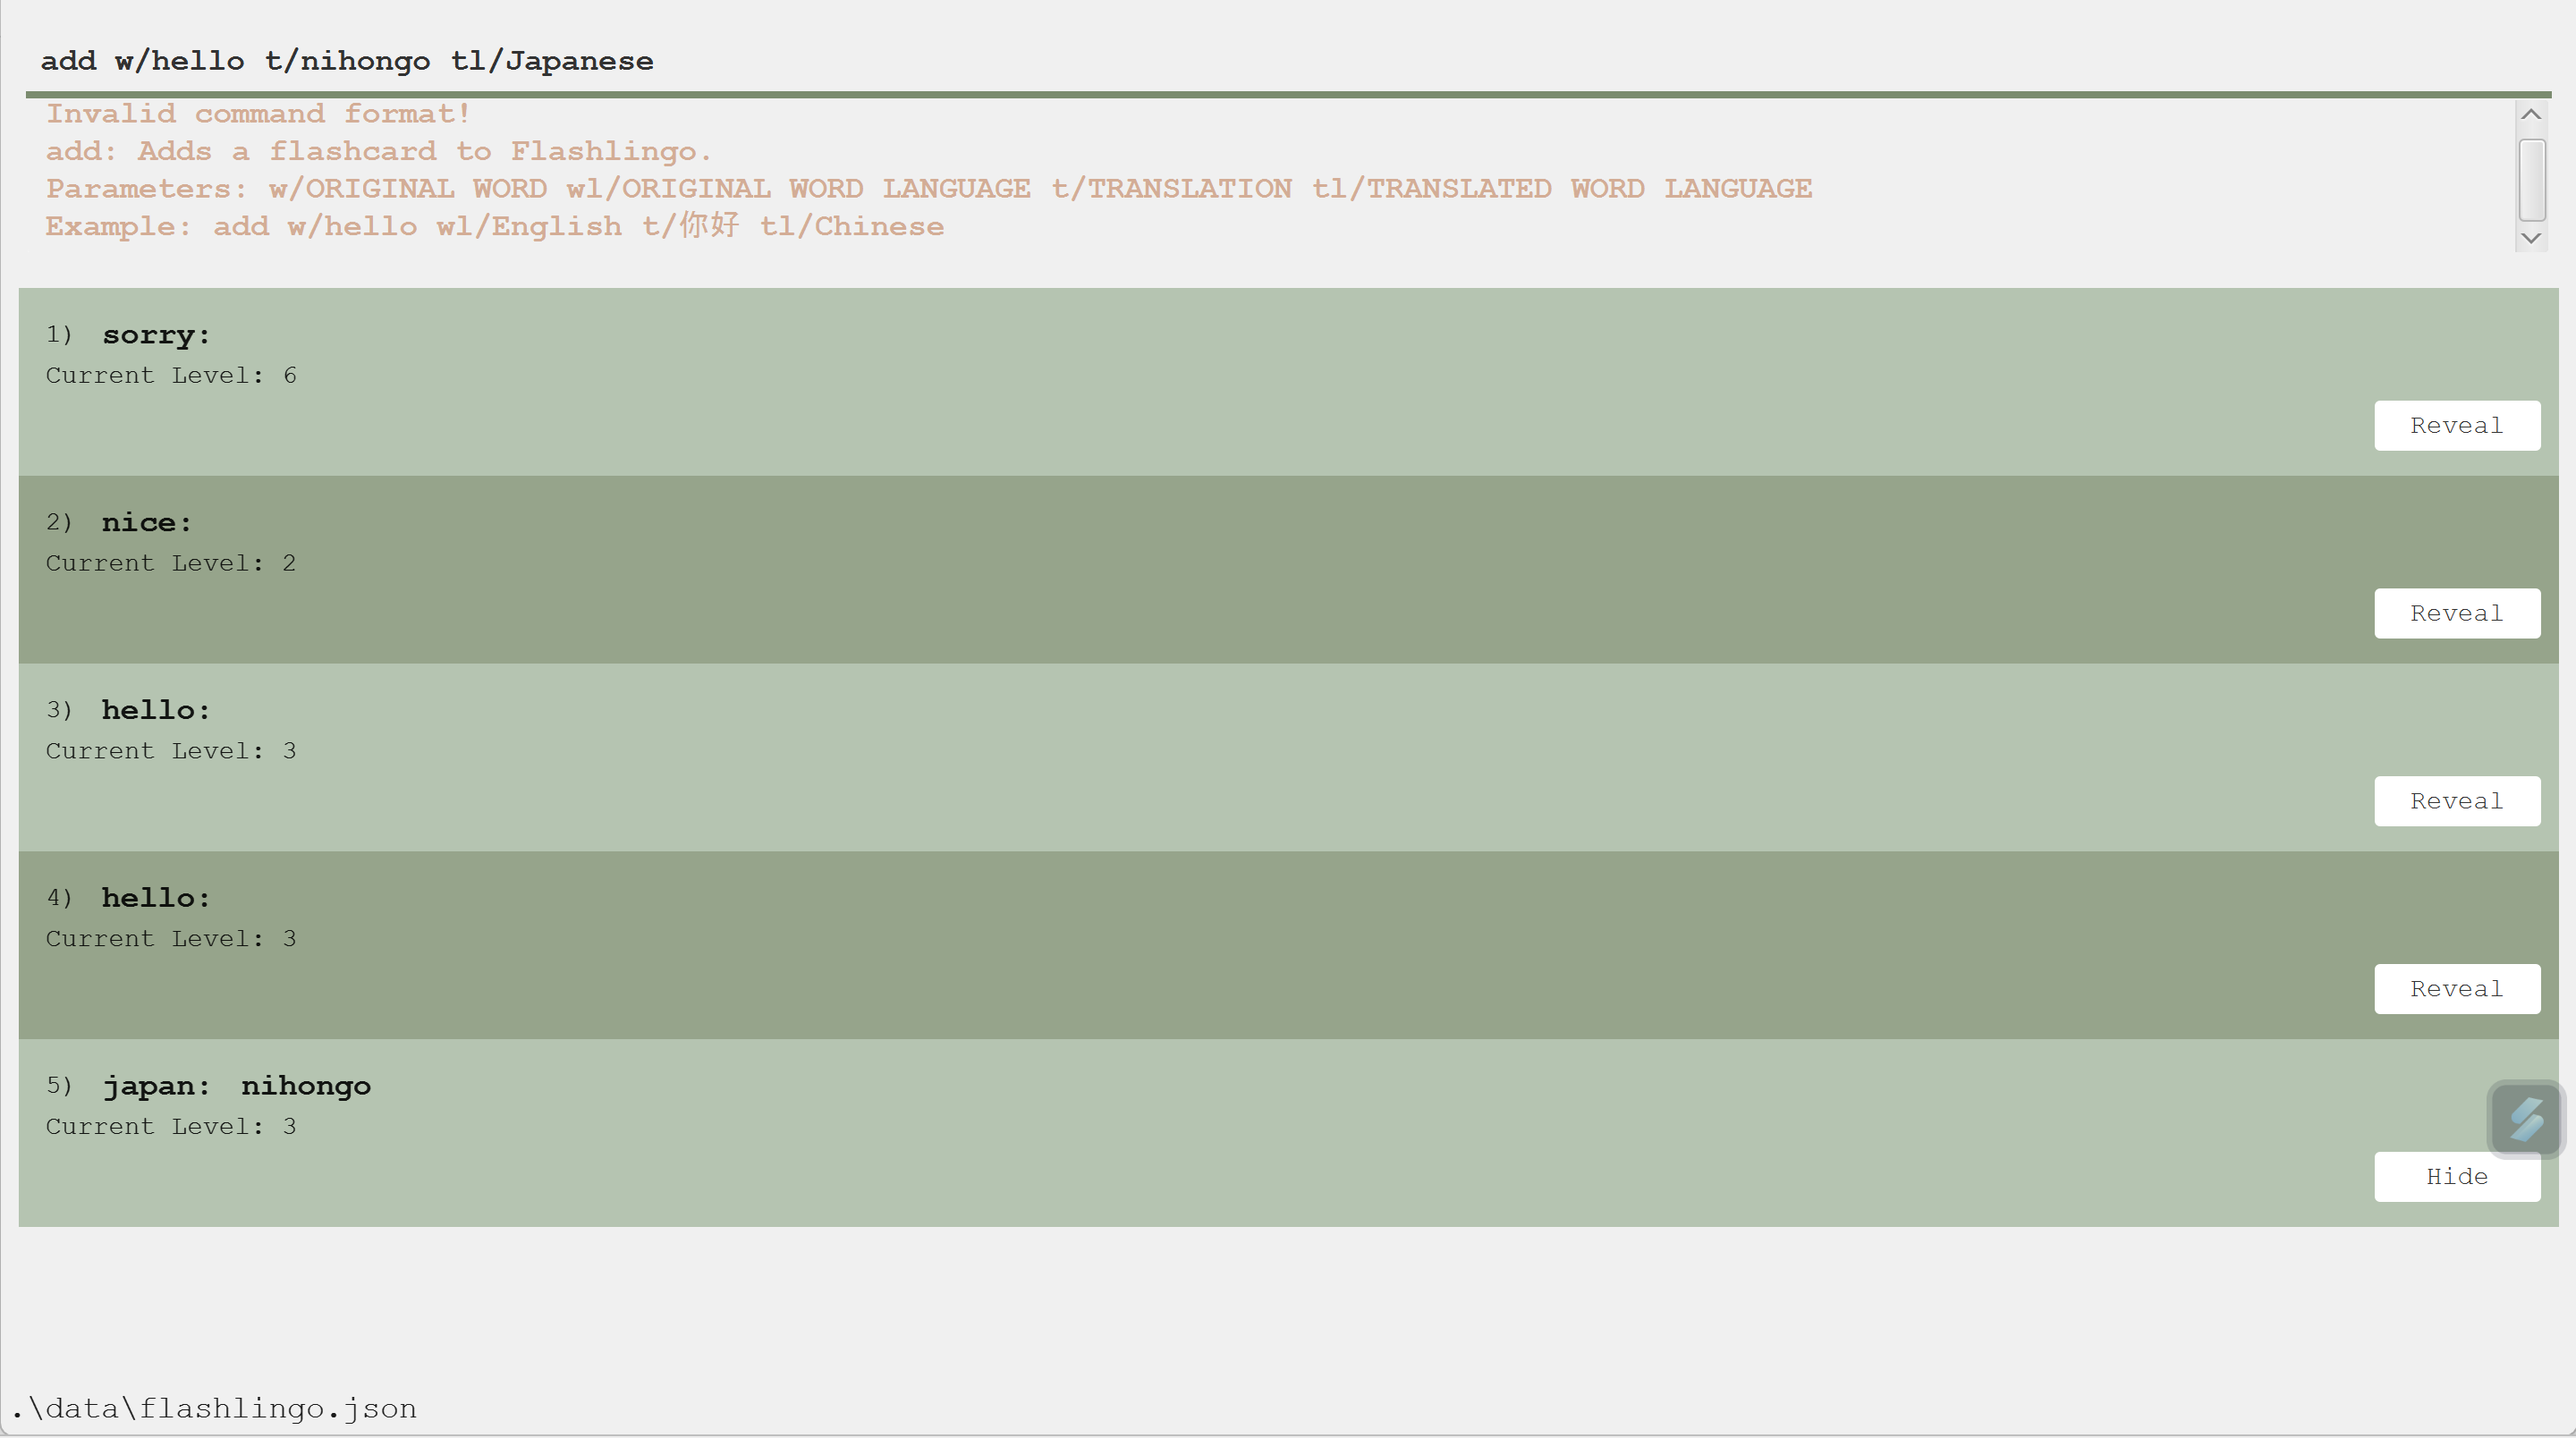 add w/hello t/nihongo tl/Japanese
Invalid command format!
add: Adds a flashcard to Flashlingo.
Parameters: w/ORIGINAL WORD wl/ORIGINAL WORD LANGUAGE t/TRANSLATION tl/TRANSLATED WORD LANGUAGE
Example: add w/hello wl/English t/你好 tl/Chinese
1) sorry:
Current Level: 6
Reveal
2) nice:
Current Level: 2
Reveal
3) hello:
Current Level: 3
Reveal
4) hello:
Current Level: 3
Reveal
5) japan: nihongo
Current Level: 3
Hide
.\data\flashlingo.json